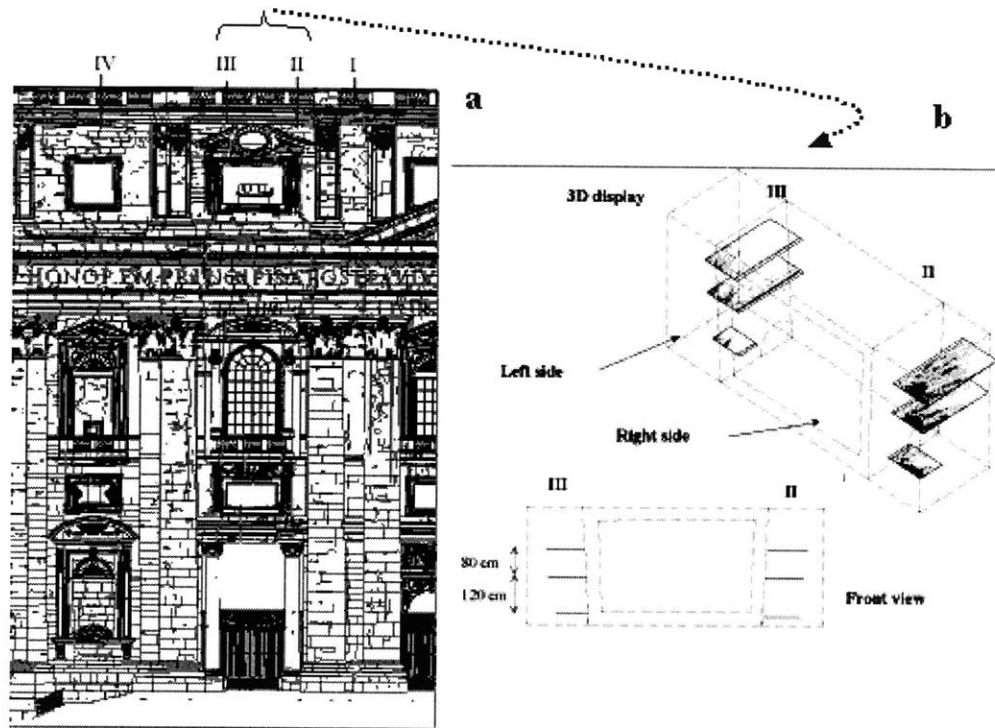 IV III II I
a
b
3D display
III
II
Left side
Right side
III II
80 cm
120 cm
Front view